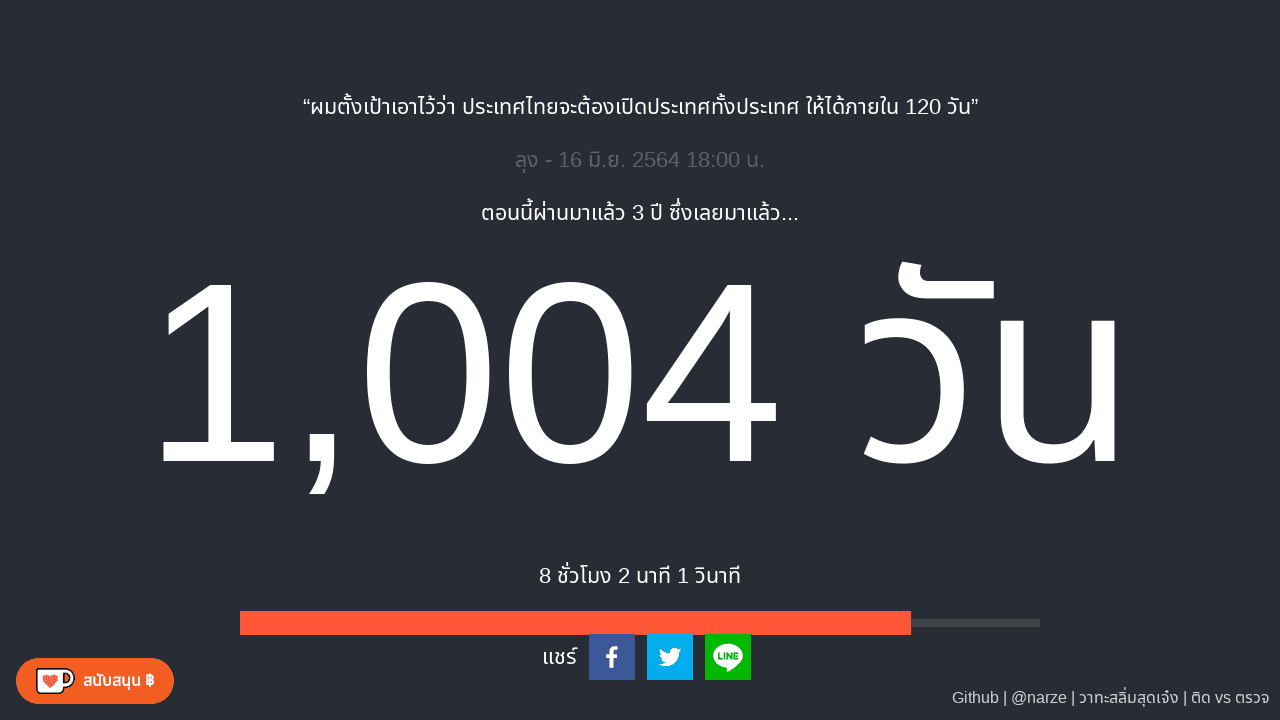 “ผมตั้งเป้าเอาไว้ว่า ประเทศไทยจะต้องเปิดประเทศทั้งประเทศ ให้ได้ภายใน 120 วัน”
ลุง - 16 มิ.ย. 2564 18:00 น.
ตอนนี้ผ่านมาแล้ว 3 ปี ซึ่งเลยมาแล้ว...
1,004 วัน
8 ชั่วโมง 2 นาที 1 วินาที
แชร์
LINE
สนับสนุน ฿
Github | @narze | วาทะสลิ่มสุดเจ๋ง | ติด vs ตรวจ